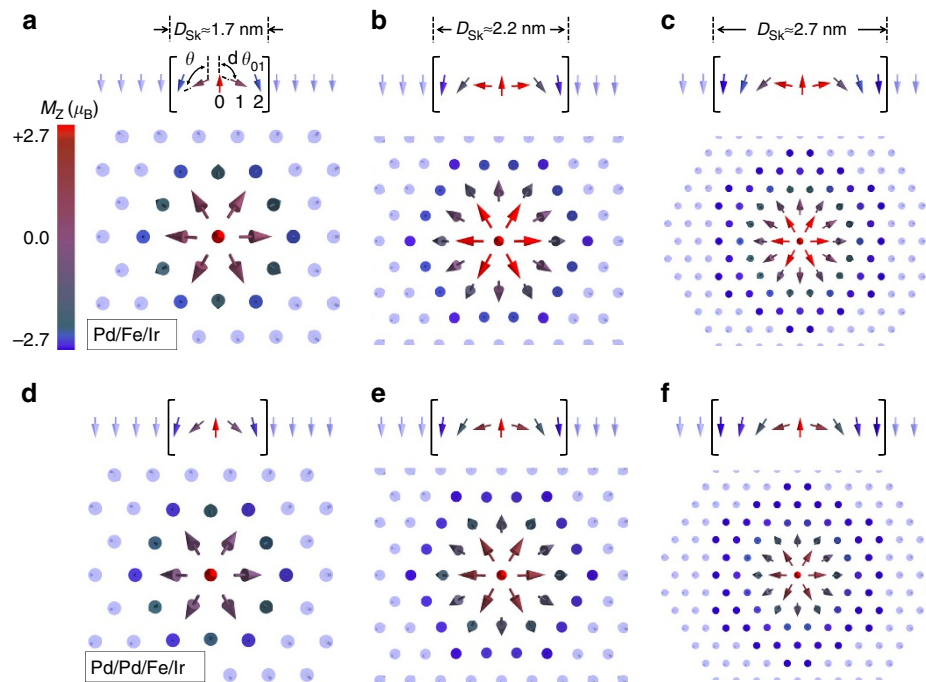 a
D_Sk≈1.7 nm
θ
d θ_01
0 1 2
M_Z (μ_B)
+2.7
0.0
−2.7
Pd/Fe/Ir
b
D_Sk≈2.2 nm
c
D_Sk≈2.7 nm
d
Pd/Pd/Fe/Ir
e
f